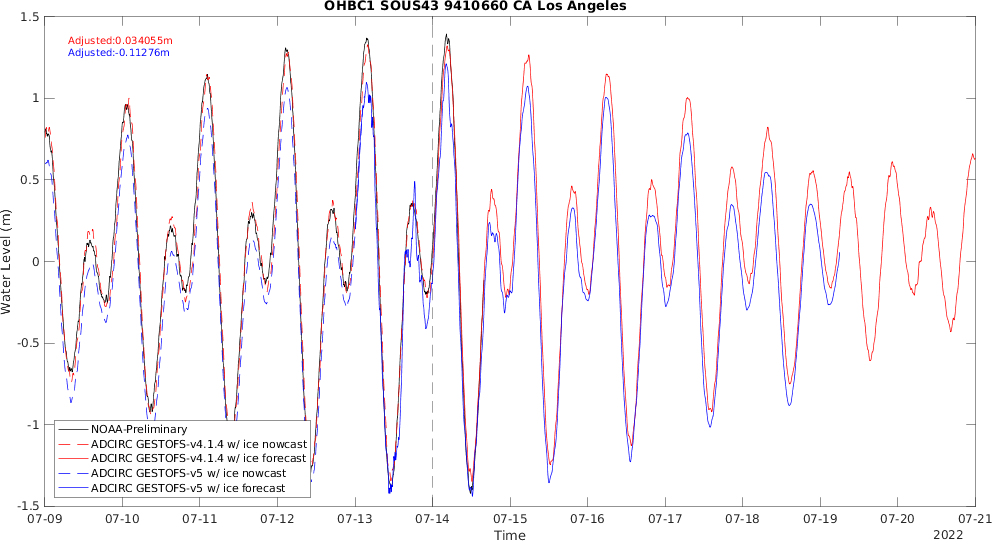 OHBC1 SOUS43 9410660 CA Los Angeles
Adjusted:0.034055m
Adjusted:-0.11276m
Water Level (m)
1.5
1
0.5
0
-0.5
-1
-1.5
NOAA-Preliminary
ADCIRC GESTOFS-v4.1.4 w/ ice nowcast
ADCIRC GESTOFS-v4.1.4 w/ ice forecast
ADCIRC GESTOFS-v5 w/ ice nowcast
ADCIRC GESTOFS-v5 w/ ice forecast
07-09 07-10 07-11 07-12 07-13 07-14 07-15 07-16 07-17 07-18 07-19 07-20 07-21
Time
2022